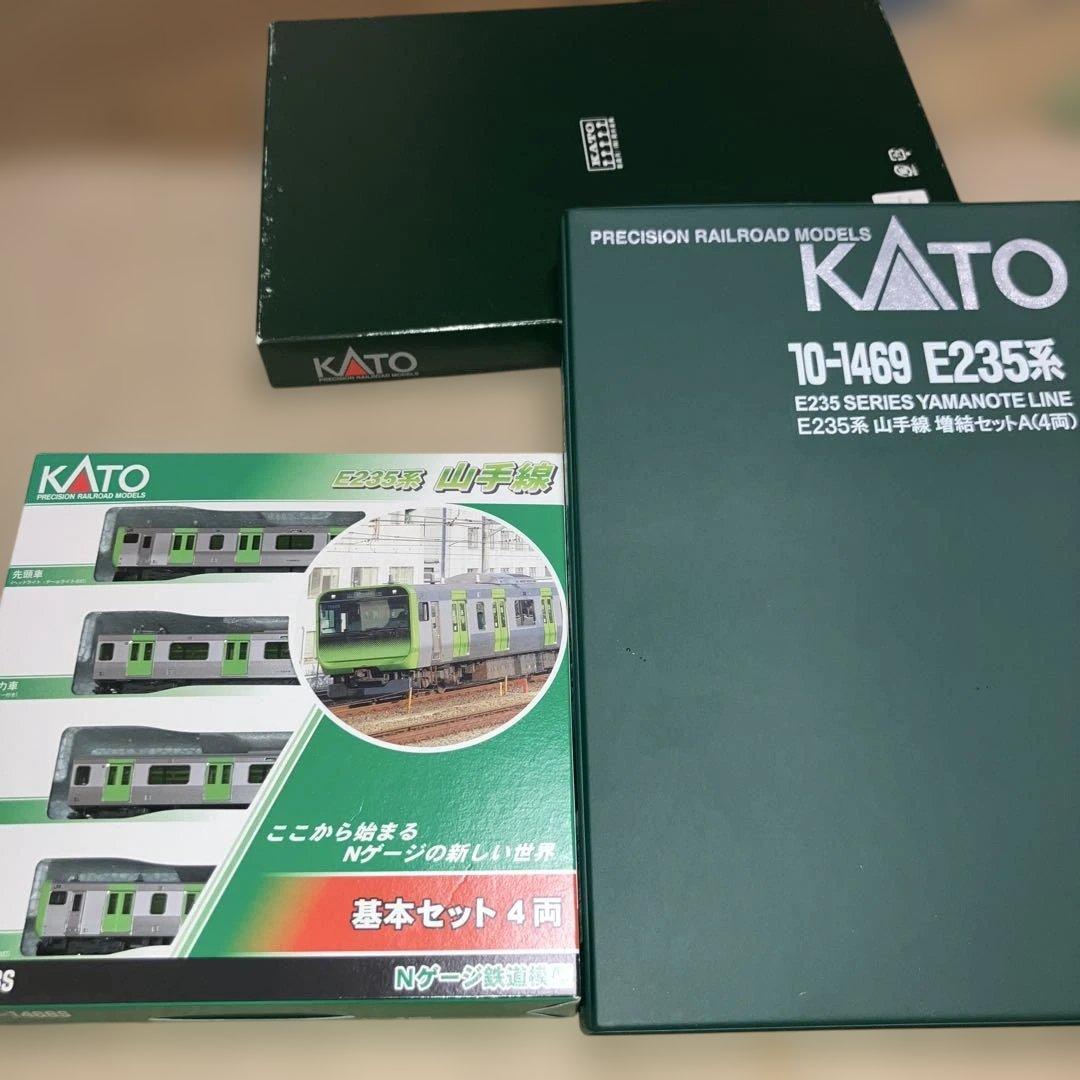 KATO
KATO
PRECISION RAILROAD MODELS
PRECISION RAILROAD MODELS
KATO
10-1469 E235系
E235 SERIES YAMANOTE LINE
E235系 山手線 増結セットA(4両)
KATO
PRECISION RAILROAD MODELS
E235系 山手線
先頭車
力車
ここから始まる
Nゲージの新しい世界
基本セット 4両
Nゲージ鉄道模
-1468S